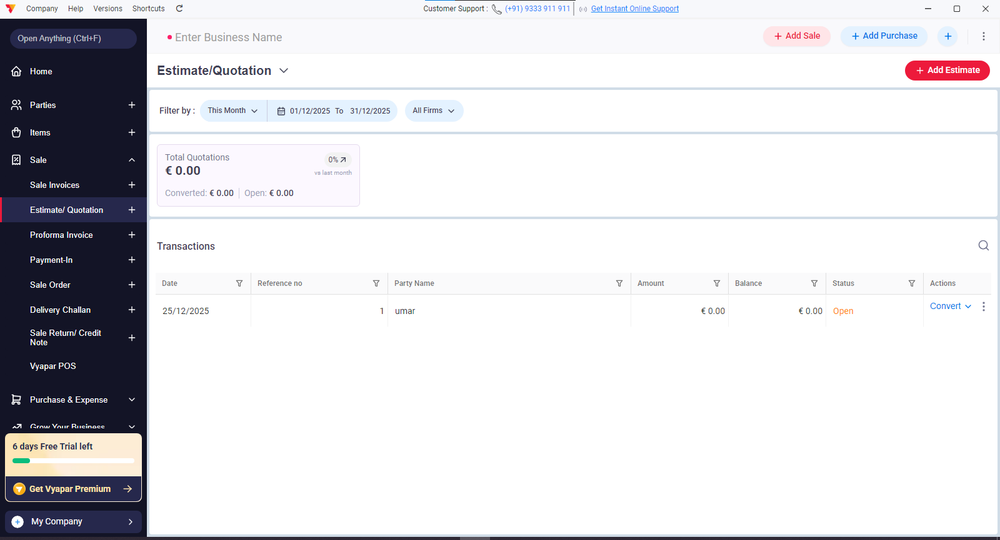 Company Help Versions Shortcuts
Customer Support : (+91) 9333 911 911 Get Instant Online Support
Open Anything (Ctrl+F)
Home
Parties
Items
Sale
Sale Invoices
Estimate/ Quotation
Proforma Invoice
Payment-In
Sale Order
Delivery Challan
Sale Return/ Credit
Note
Vyapar POS
Purchase & Expense
Grow Your Business
6 days Free Trial left
Get Vyapar Premium
My Company
Enter Business Name
Add Sale
Add Purchase
Estimate/Quotation
Add Estimate
Filter by : This Month 01/12/2025 To 31/12/2025 All Firms
Total Quotations
0%
€ 0.00
vs last month
Converted: € 0.00 Open: € 0.00
Transactions
Date Reference no Party Name Amount Balance Status Actions
25/12/2025 1 umar € 0.00 € 0.00 Open Convert